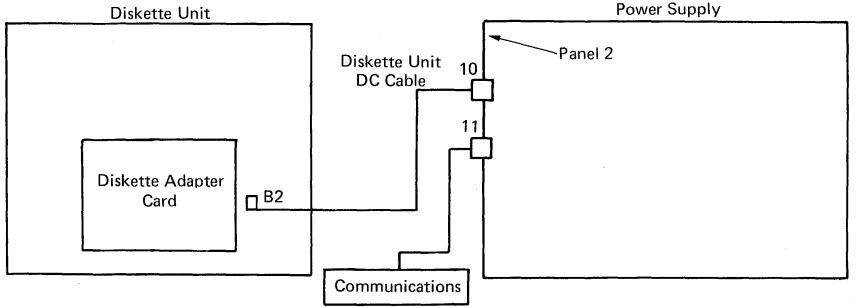 Diskette Unit
Power Supply
Diskette Unit
DC Cable
10
Panel 2
11
Diskette Adapter
Card
B2
Communications